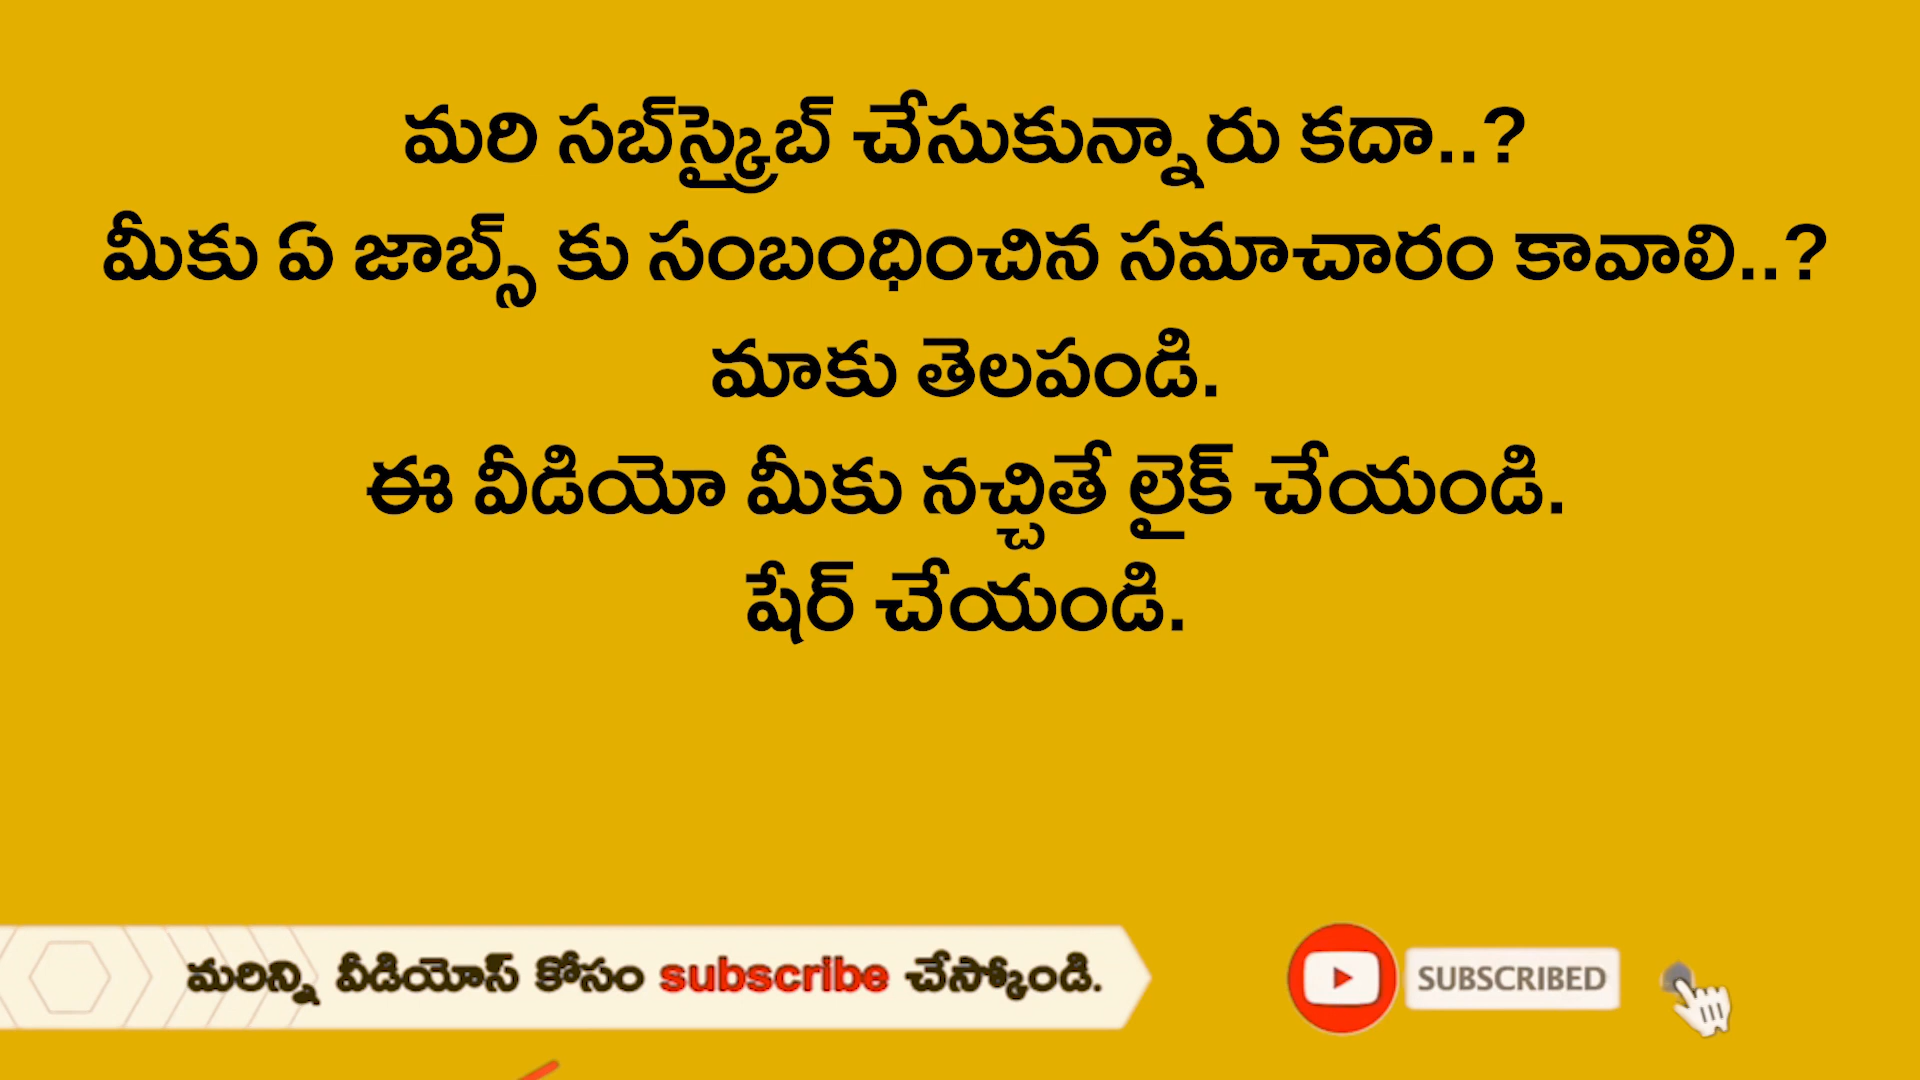 మరి సబ్‌స్క్రైబ్ చేసుకున్నారు కదా..?
మీకు ఏ జాబ్స్ కు సంబంధించిన సమాచారం కావాలి..?
మాకు తెలపండి.
ఈ వీడియో మీకు నచ్చితే లైక్ చేయండి.
షేర్ చేయండి.
మరిన్ని వీడియోస్ కోసం subscribe చేస్కోండి.
SUBSCRIBED